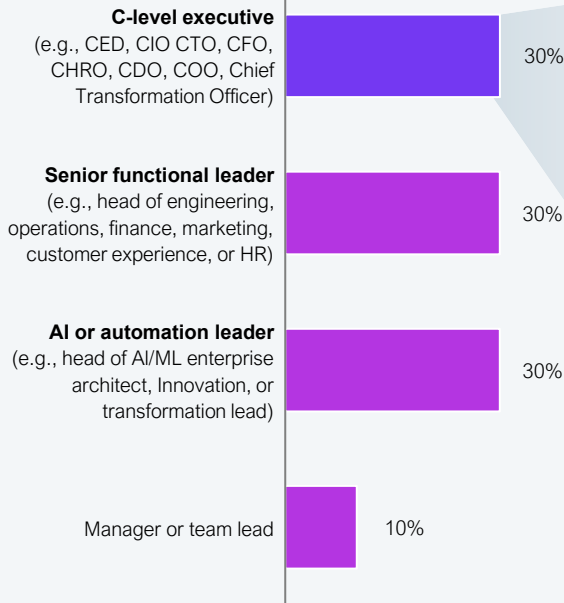 C-level executive
(e.g., CED, CIO CTO, CFO,
CHRO, CDO, COO, Chief
Transformation Officer)
30%
Senior functional leader
(e.g., head of engineering,
operations, finance, marketing,
customer experience, or HR)
30%
AI or automation leader
(e.g., head of AI/ML enterprise
architect, Innovation, or
transformation lead)
30%
Manager or team lead
10%